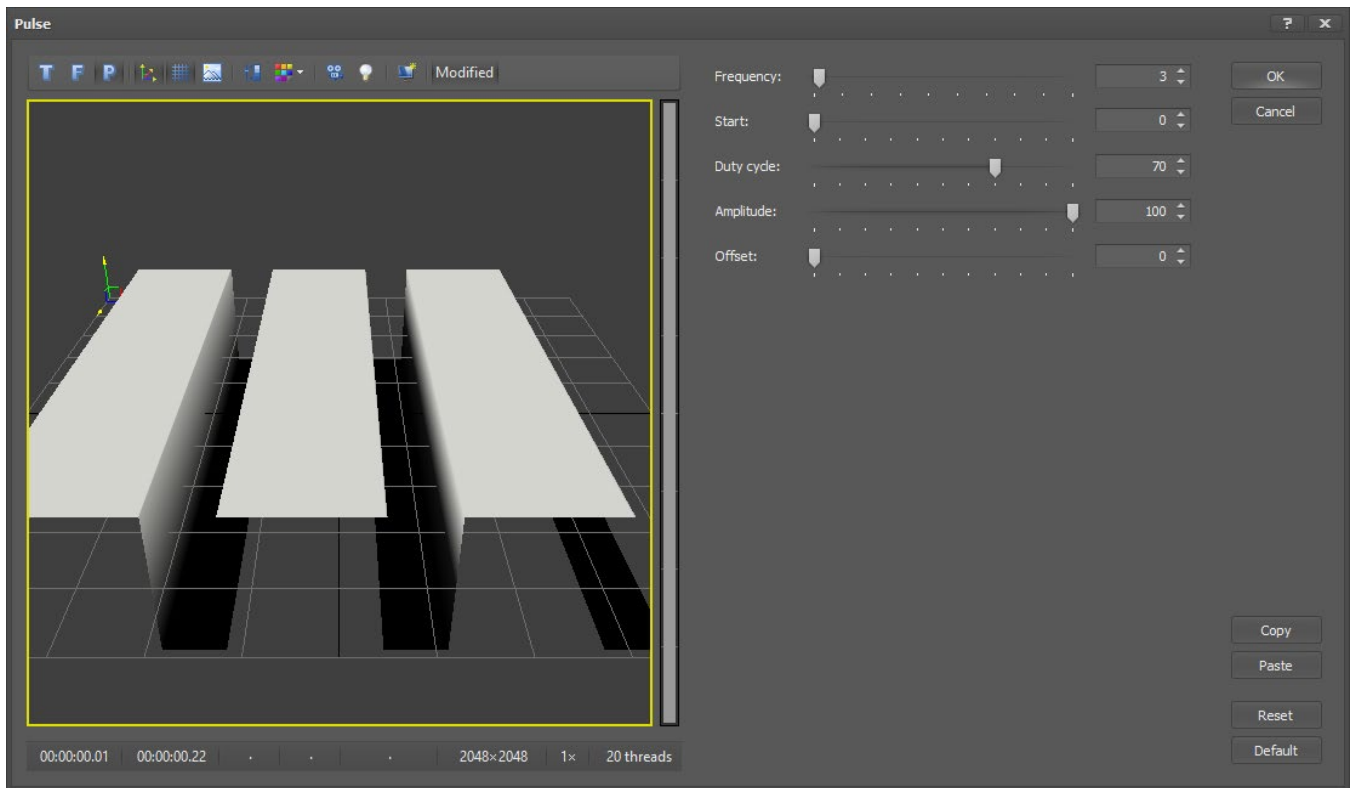 Pulse
T F P Modified
Frequency: 3
OK
Start: 0
Cancel
Duty cycle: 70
Amplitude: 100
Offset: 0
Copy
Paste
Reset
Default
00:00:00.01 00:00:00.22 2048×2048 1× 20 threads